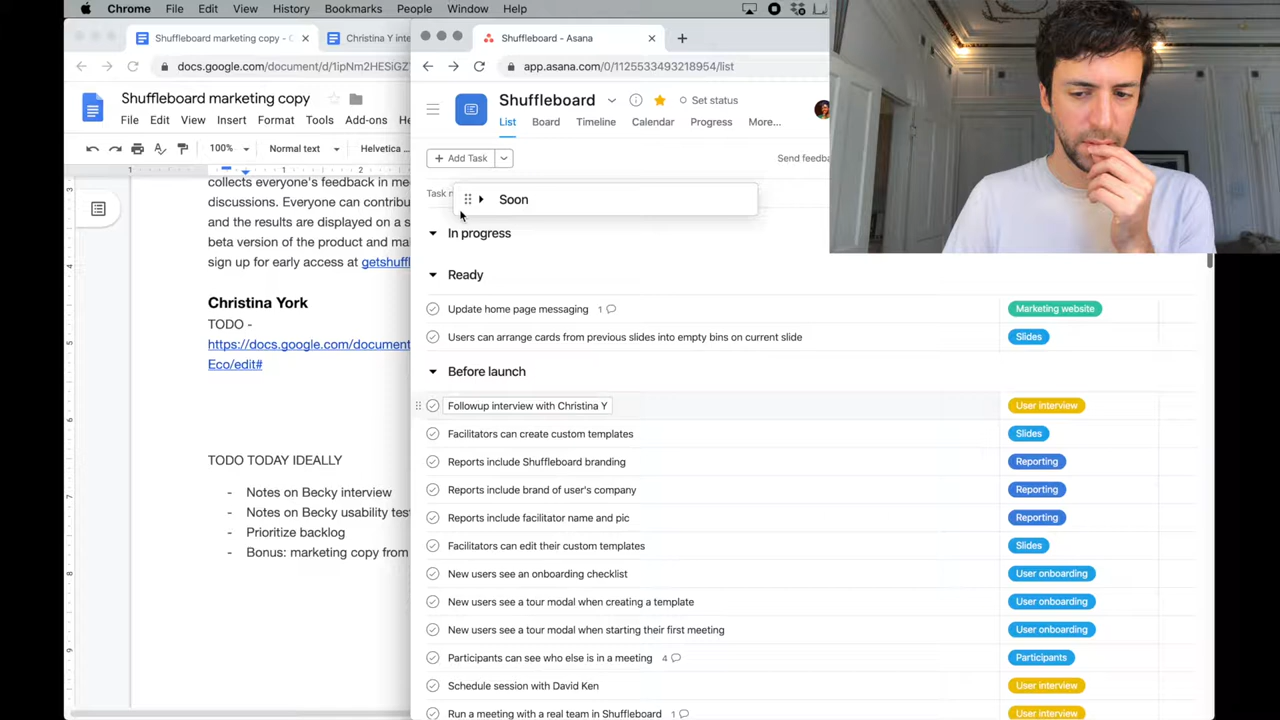 Chrome File Edit View History Bookmarks People Window Help
Shuffleboard marketing copy -
Christina Y inte
Shuffleboard - Asana
docs.google.com/document/d/1ipNm2HESiGZ
app.asana.com/0/1125533493218954/list
Shuffleboard marketing copy
File Edit View Insert Format Tools Add-ons He
100% Normal text Helvetica ...
Shuffleboard
Set status
List Board Timeline Calendar Progress More...
+ Add Task
Send feedba
Task n
Soon
1 1 2
collects everyone's feedback in me
discussions. Everyone can contribu
and the results are displayed on a s
beta version of the product and ma
sign up for early access at getshuffl
Christina York
TODO -
https://docs.google.com/document
Eco/edit#
TODO TODAY IDEALLY
- Notes on Becky interview
- Notes on Becky usability test
- Prioritize backlog
- Bonus: marketing copy from
3
4
5
6
7
8
9
In progress
Ready
Update home page messaging 1 Marketing website
Users can arrange cards from previous slides into empty bins on current slide Slides
Before launch
Followup interview with Christina Y User interview
Facilitators can create custom templates Slides
Reports include Shuffleboard branding Reporting
Reports include brand of user's company Reporting
Reports include facilitator name and pic Reporting
Facilitators can edit their custom templates Slides
New users see an onboarding checklist User onboarding
New users see a tour modal when creating a template User onboarding
New users see a tour modal when starting their first meeting User onboarding
Participants can see who else is in a meeting 4 Participants
Schedule session with David Ken User interview
Run a meeting with a real team in Shuffleboard 1 User interview